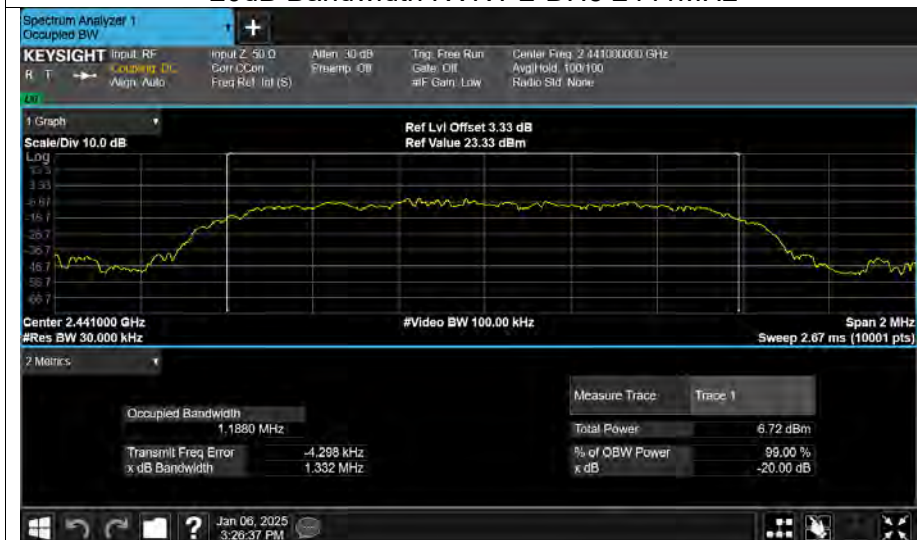 Spectrum Analyzer 1
Occupied BW
+
KEYSIGHT Input: RF Input Z: 50 Ω Atten: 30 dB Trig: Free Run Center Freq: 2.441000000 GHz
R T Coupling: DC Corr CCorr Preamp: Off Gate: Off Avg|Hold: 100/100
Align: Auto Freq Ref: Int (S) #IF Gain: Low Radio Std: None
1 Graph
Ref Lvl Offset 3.33 dB
Scale/Div 10.0 dB Ref Value 23.33 dBm
Log
13.3
3.33
-6.67
-16.7
-26.7
-36.7
-46.7
-56.7
-66.7
Center 2.441000 GHz #Video BW 100.00 kHz Span 2 MHz
#Res BW 30.000 kHz Sweep 2.67 ms (10001 pts)
2 Metrics
Measure Trace Trace 1
Occupied Bandwidth
1.1880 MHz Total Power 6.72 dBm
Transmit Freq Error -4.298 kHz % of OBW Power 99.00 %
x dB Bandwidth 1.332 MHz x dB -20.00 dB
? Jan 06, 2025
3:26:37 PM